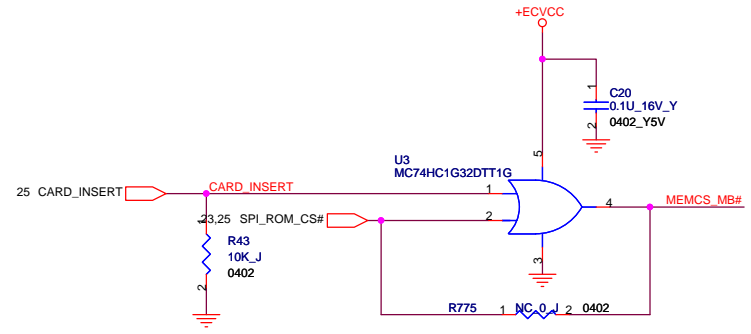 +ECVCC
1
C20
0.1U_16V_Y
2
0402_Y5V
5
U3
MC74HC1G32DTT1G
25 CARD_INSERT
CARD_INSERT
1
4
MEMCS_MB#
1
23,25 SPI_ROM_CS#
2
R43
10K_J
0402
3
2
R775
1
NC_0_J
2
0402